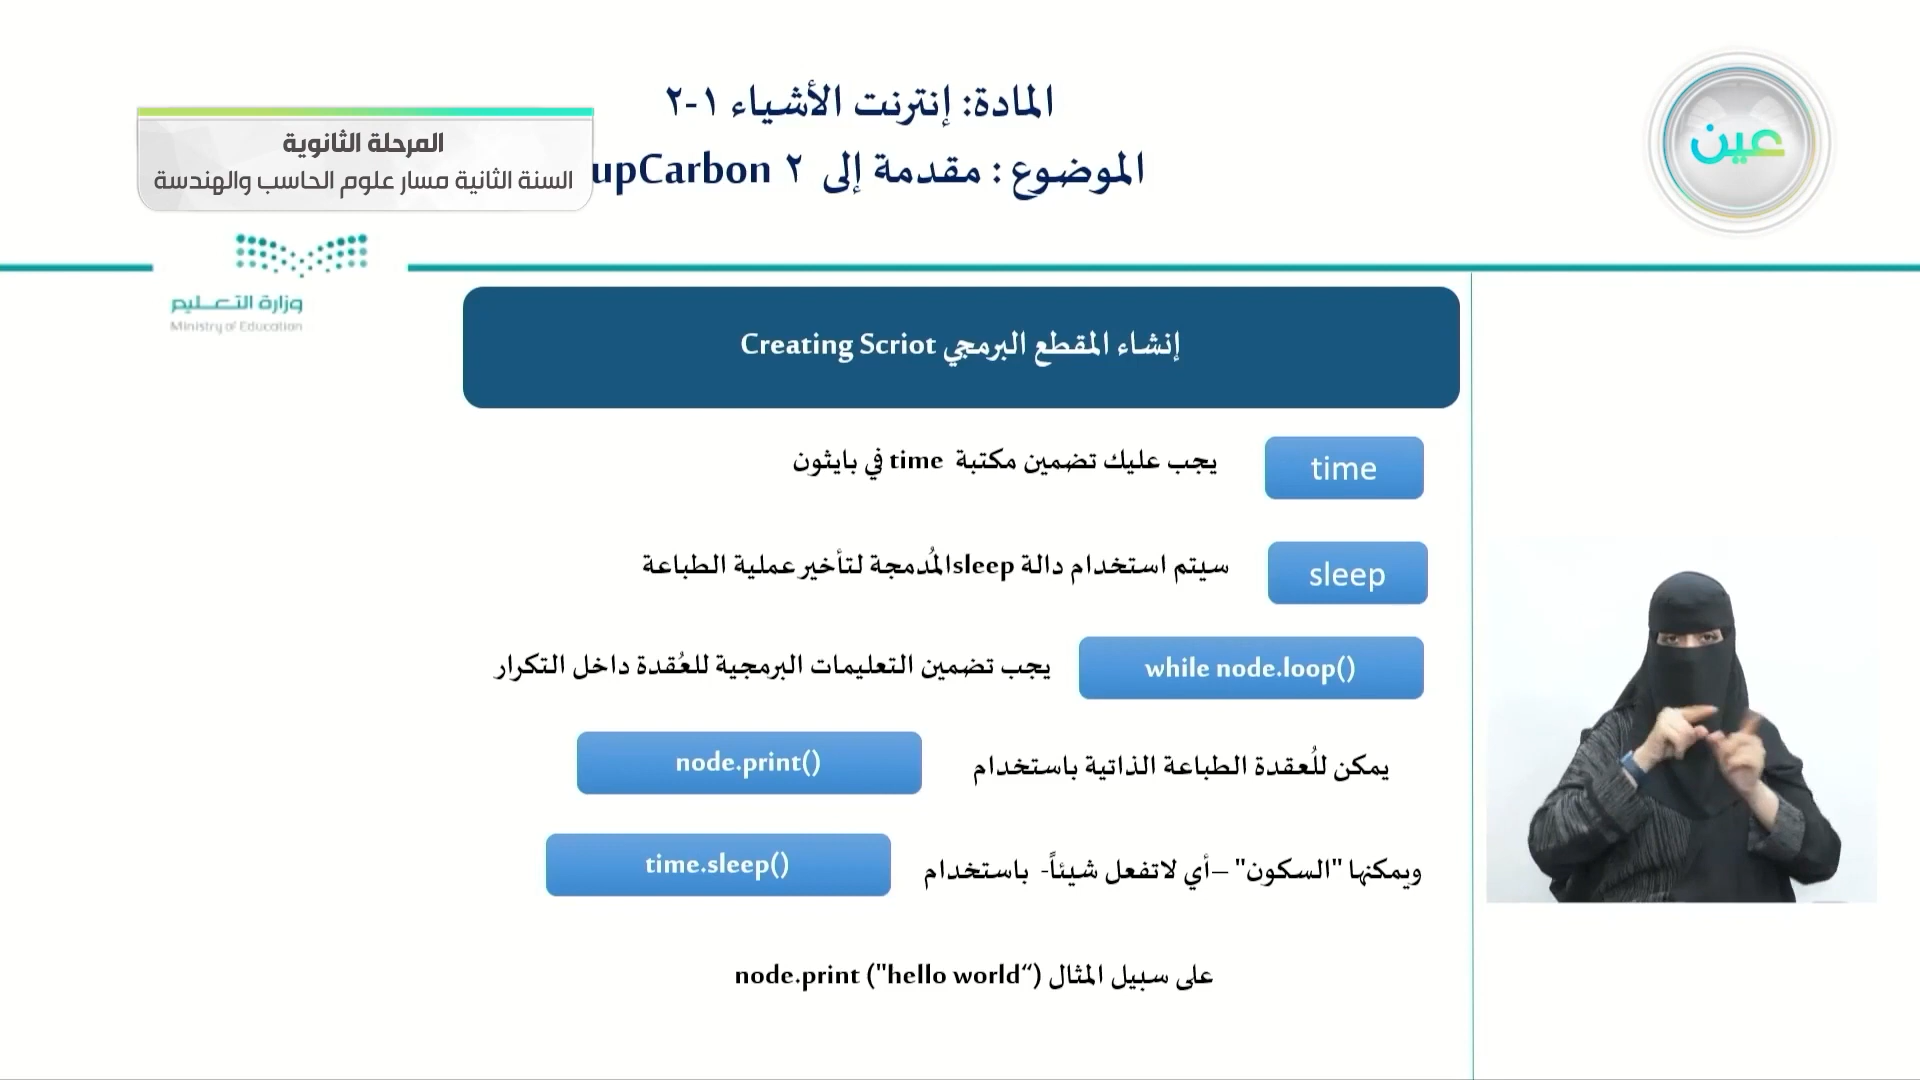 المادة: إنترنت الأشياء ١-٢
الموضوع : مقدمة إلى ٢ upCarbon
المرحلة الثانوية
السنة الثانية مسار علوم الحاسب والهندسة
عين
وزارة التعليم
Ministry of Education
إنشاء المقطع البرمجي Creating Scriot
time
يجب عليك تضمين مكتبة time في بايثون
sleep
سيتم استخدام دالة sleepالمُدمجة لتأخير عملية الطباعة
while node.loop()
يجب تضمين التعليمات البرمجية للعُقدة داخل التكرار
يمكن للُعقدة الطباعة الذاتية باستخدام
node.print()
ويمكنها "السكون" –أي لاتفعل شيئاً- باستخدام
time.sleep()
على سبيل المثال node.print ("hello world“)